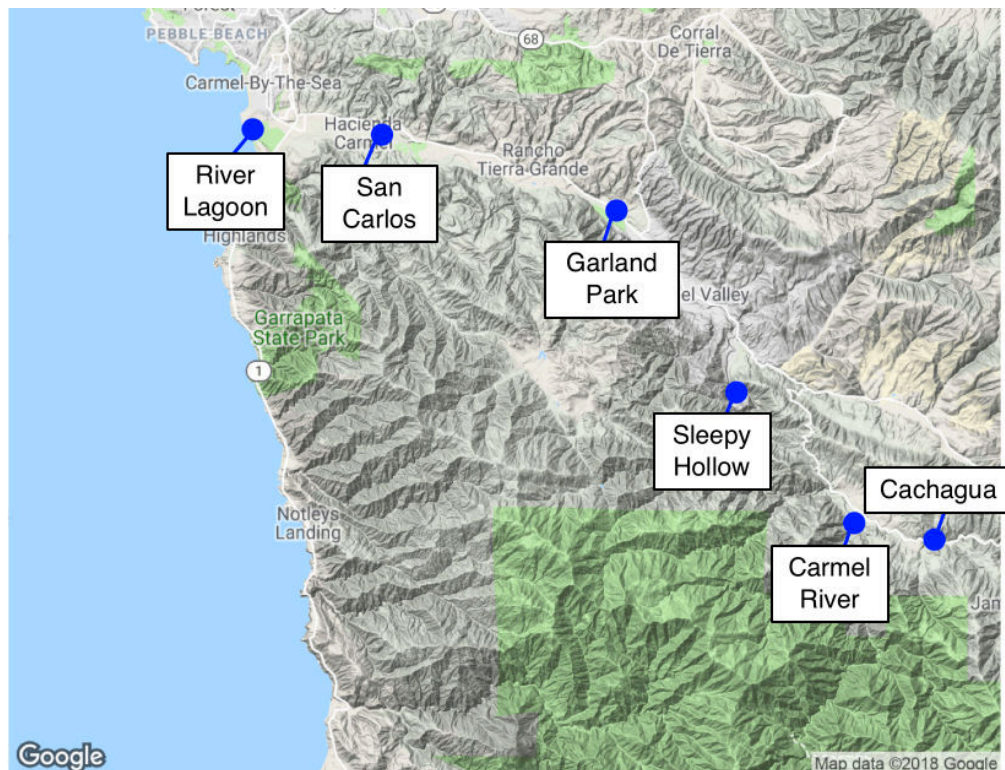 Forest
PEBBLE BEACH
68
Corral
De Tierra
Carmel-By-The-Sea
Hacienda
Carmel
Rancho
Tierra Grande
River
Lagoon
San
Carlos
Highlands
Garland
Park
el Valley
Garrapata
State Park
1
Sleepy
Hollow
Cachagua
Notleys
Landing
Carmel
River
Jam
Google
Map data ©2018 Google